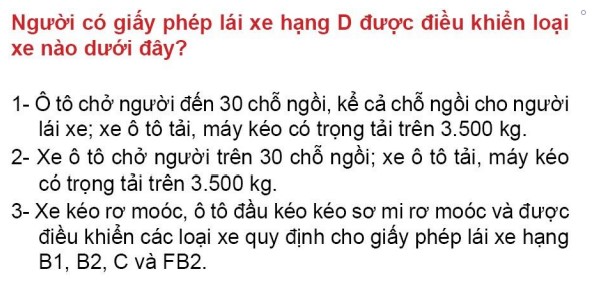 Người có giấy phép lái xe hạng D được điều khiển loại
xe nào dưới đây?
1- Ô tô chở người đến 30 chỗ ngồi, kể cả chỗ ngồi cho người
lái xe; xe ô tô tải, máy kéo có trọng tải trên 3.500 kg.
2- Xe ô tô chở người trên 30 chỗ ngồi; xe ô tô tải, máy kéo
có trọng tải trên 3.500 kg.
3- Xe kéo rơ moóc, ô tô đầu kéo kéo sơ mi rơ moóc và được
điều khiển các loại xe quy định cho giấy phép lái xe hạng
B1, B2, C và FB2.